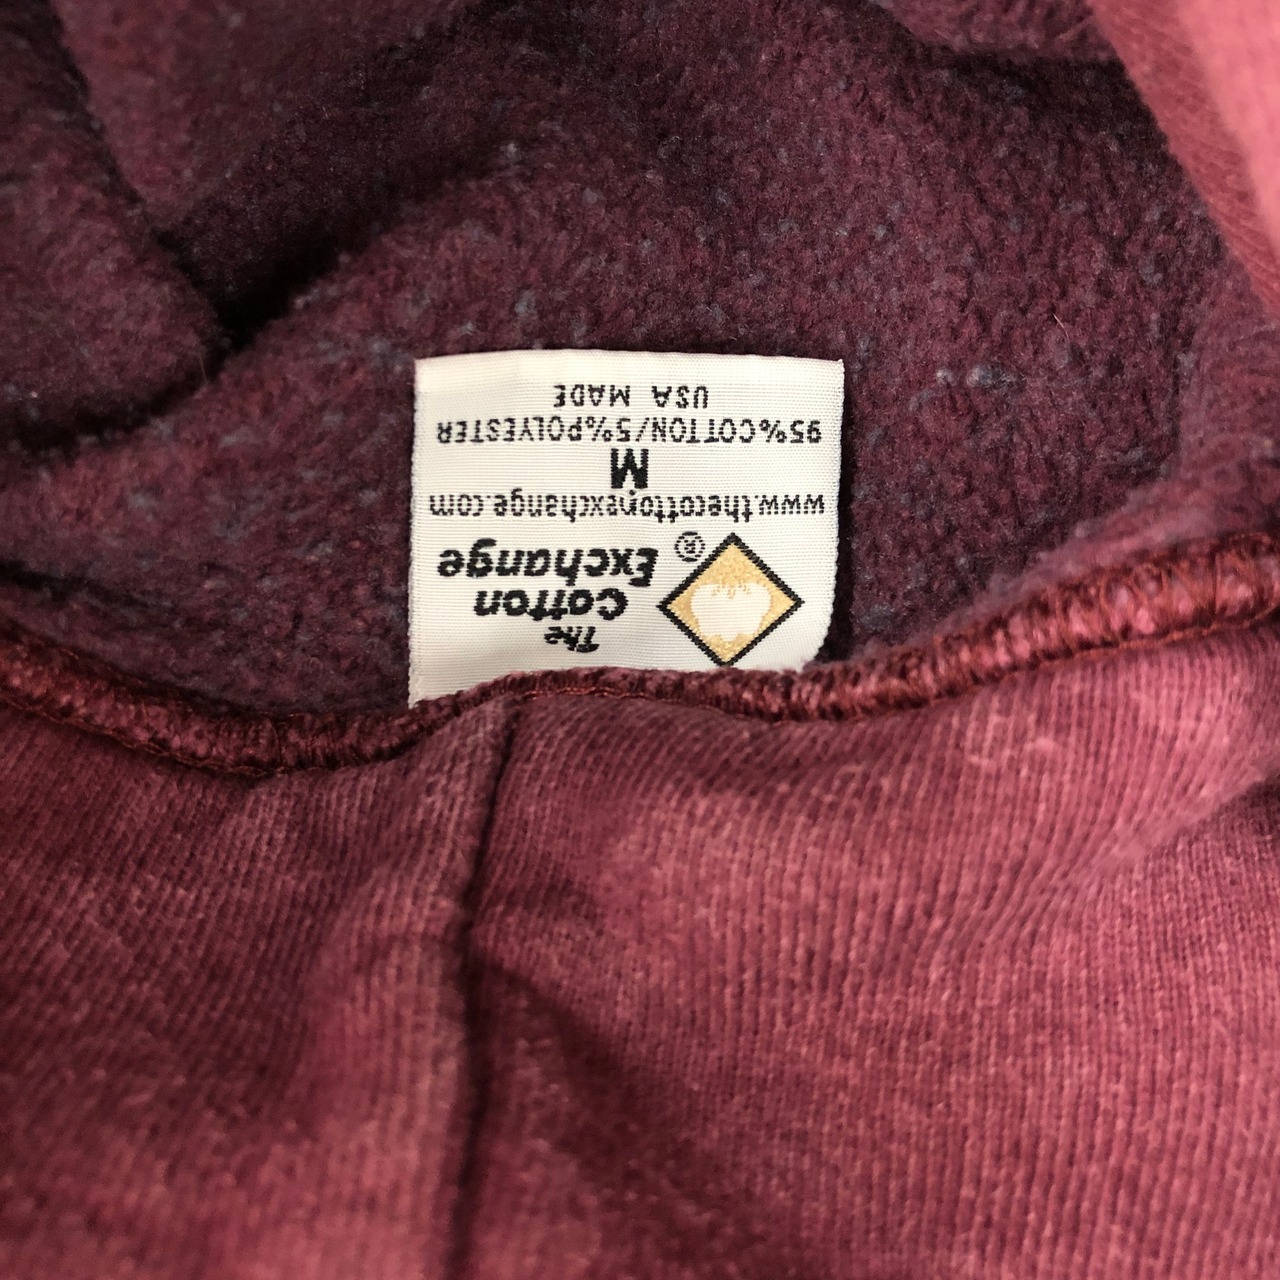 The
Cotton
Exchange
®
www.thecottonexchange.com
M
95%COTTON/5%POLYESTER
USA MADE